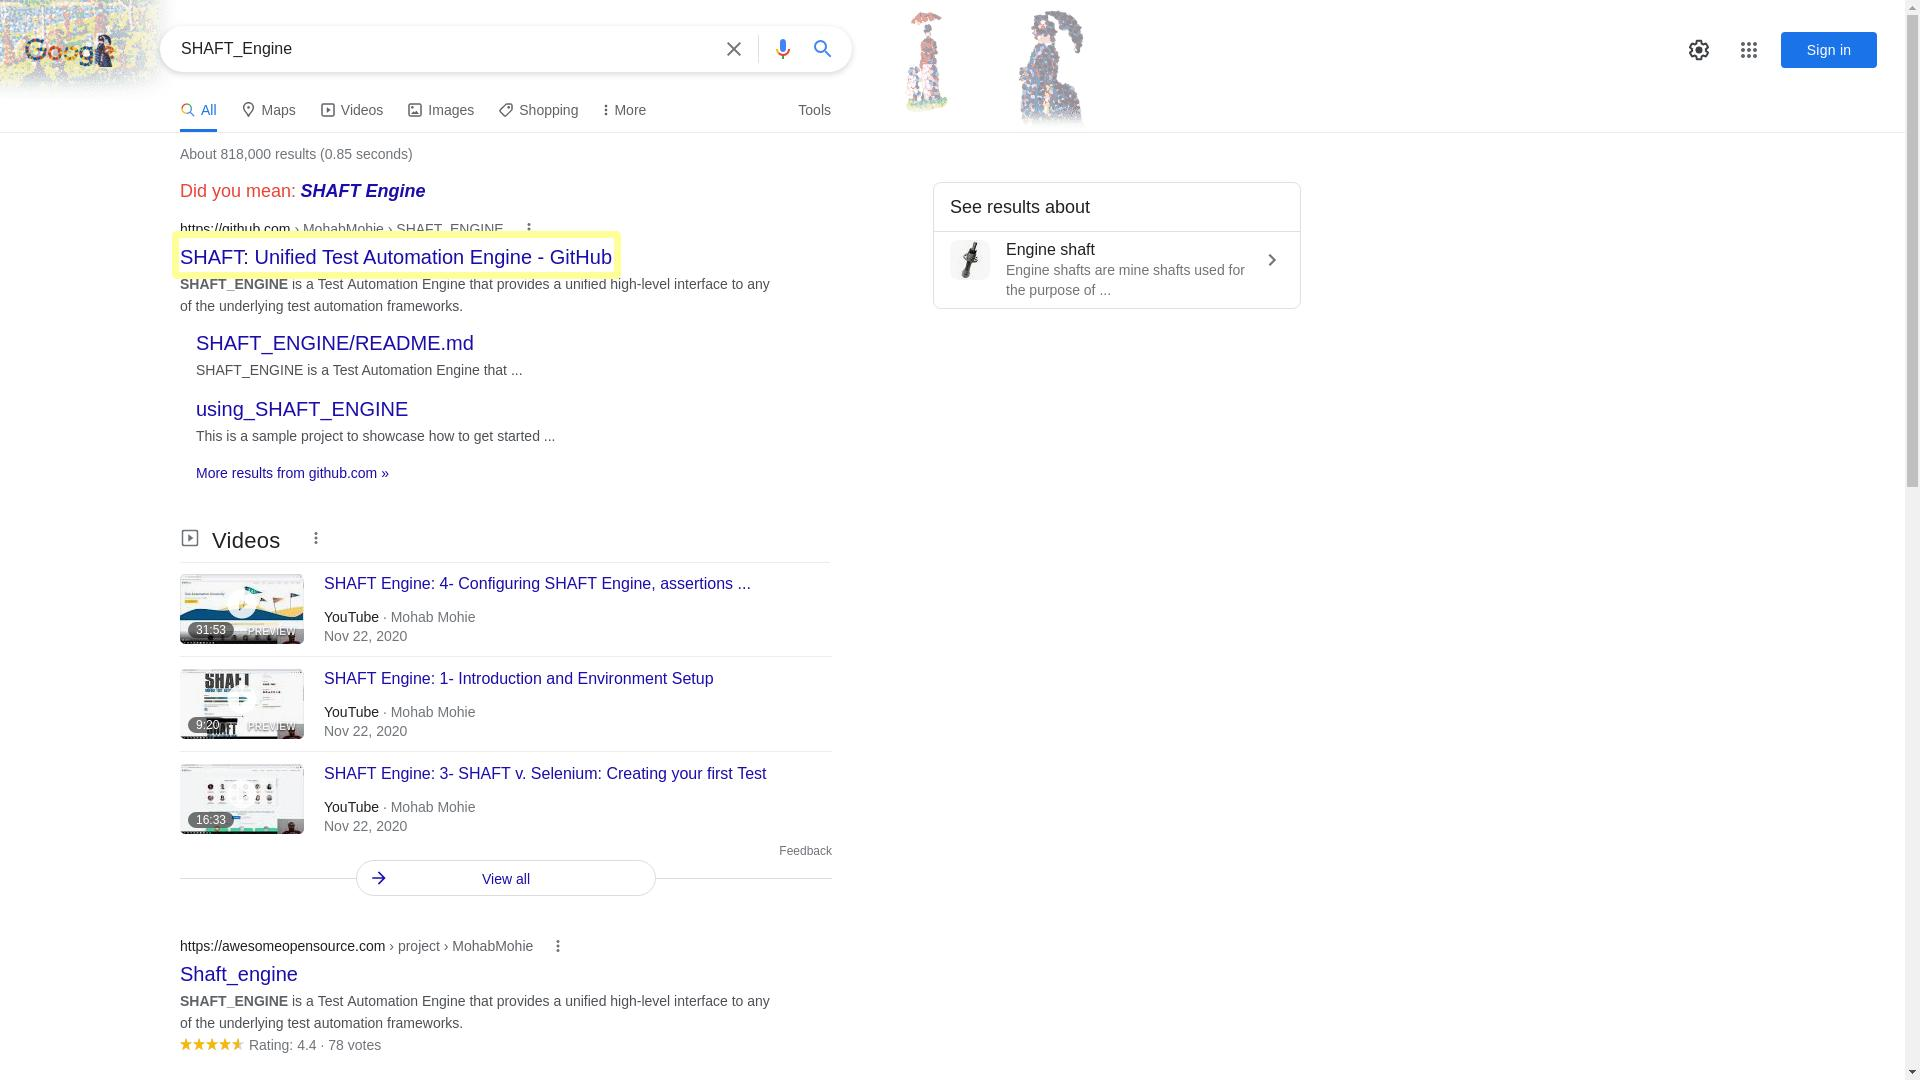 Google
SHAFT_Engine
Sign in
All
Maps
Videos
Images
Shopping
More
Tools
About 818,000 results (0.85 seconds)
Did you mean: SHAFT Engine
https://github.com › MohabMohie › SHAFT_ENGINE
SHAFT: Unified Test Automation Engine - GitHub
SHAFT_ENGINE is a Test Automation Engine that provides a unified high-level interface to any
of the underlying test automation frameworks.
SHAFT_ENGINE/README.md
SHAFT_ENGINE is a Test Automation Engine that ...
using_SHAFT_ENGINE
This is a sample project to showcase how to get started ...
More results from github.com »
See results about
Engine shaft
Engine shafts are mine shafts used for
the purpose of ...
Videos
SHAFT Engine: 4- Configuring SHAFT Engine, assertions ...
YouTube · Mohab Mohie
Nov 22, 2020
31:53
PREVIEW
SHAFT Engine: 1- Introduction and Environment Setup
YouTube · Mohab Mohie
Nov 22, 2020
SHAFT
9:20
PREVIEW
SHAFT Engine: 3- SHAFT v. Selenium: Creating your first Test
YouTube · Mohab Mohie
Nov 22, 2020
16:33
Feedback
View all
https://awesomeopensource.com › project › MohabMohie
Shaft_engine
SHAFT_ENGINE is a Test Automation Engine that provides a unified high-level interface to any
of the underlying test automation frameworks.
Rating: 4.4 · 78 votes